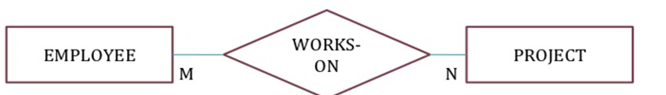 EMPLOYEE
M
WORKS-
ON
N
PROJECT